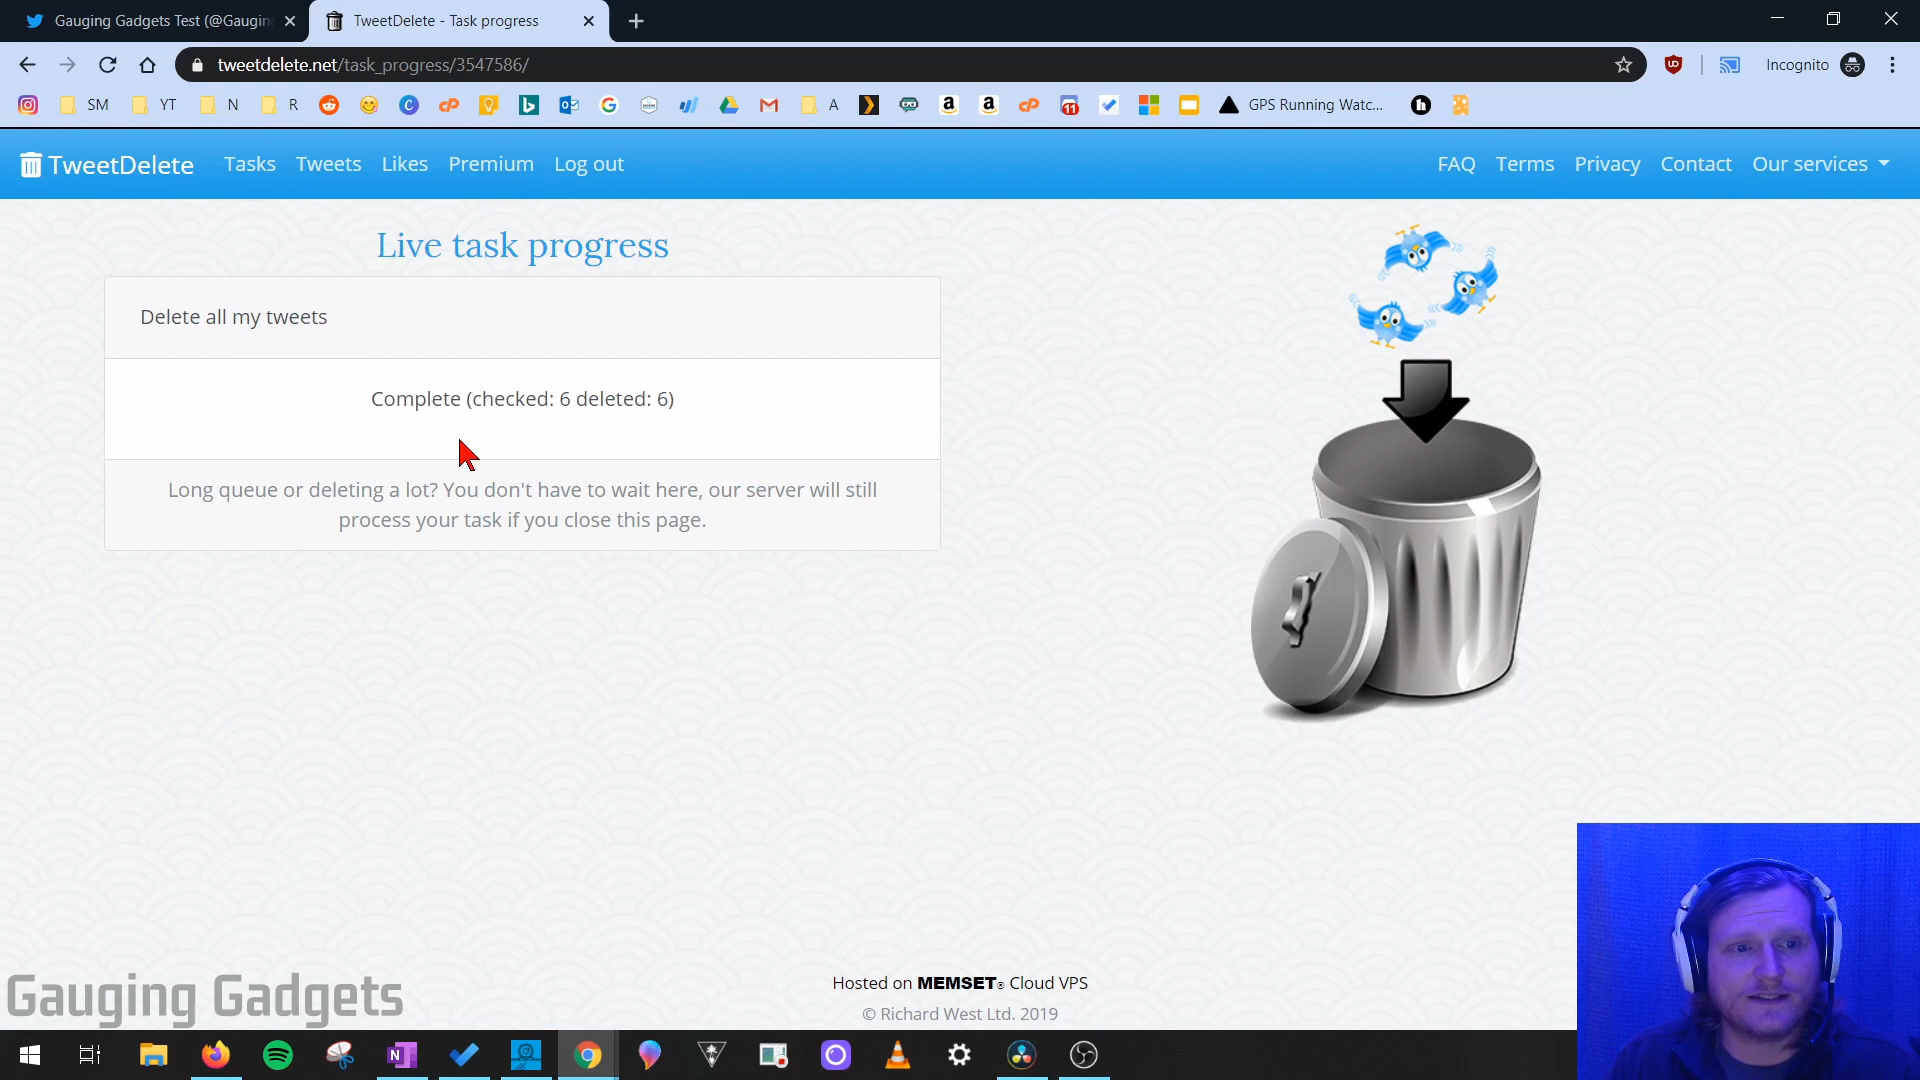 Gauging Gadgets Test (@Gaugin
TweetDelete - Task progress
tweetdelete.net/task_progress/3547586/
Incognito
SM YT N R A 11 GPS Running Watc...
TweetDelete Tasks Tweets Likes Premium Log out FAQ Terms Privacy Contact Our services
Live task progress
Delete all my tweets
Complete (checked: 6 deleted: 6)
Long queue or deleting a lot? You don't have to wait here, our server will still
process your task if you close this page.
Hosted on MEMSET® Cloud VPS
© Richard West Ltd. 2019
Gauging Gadgets